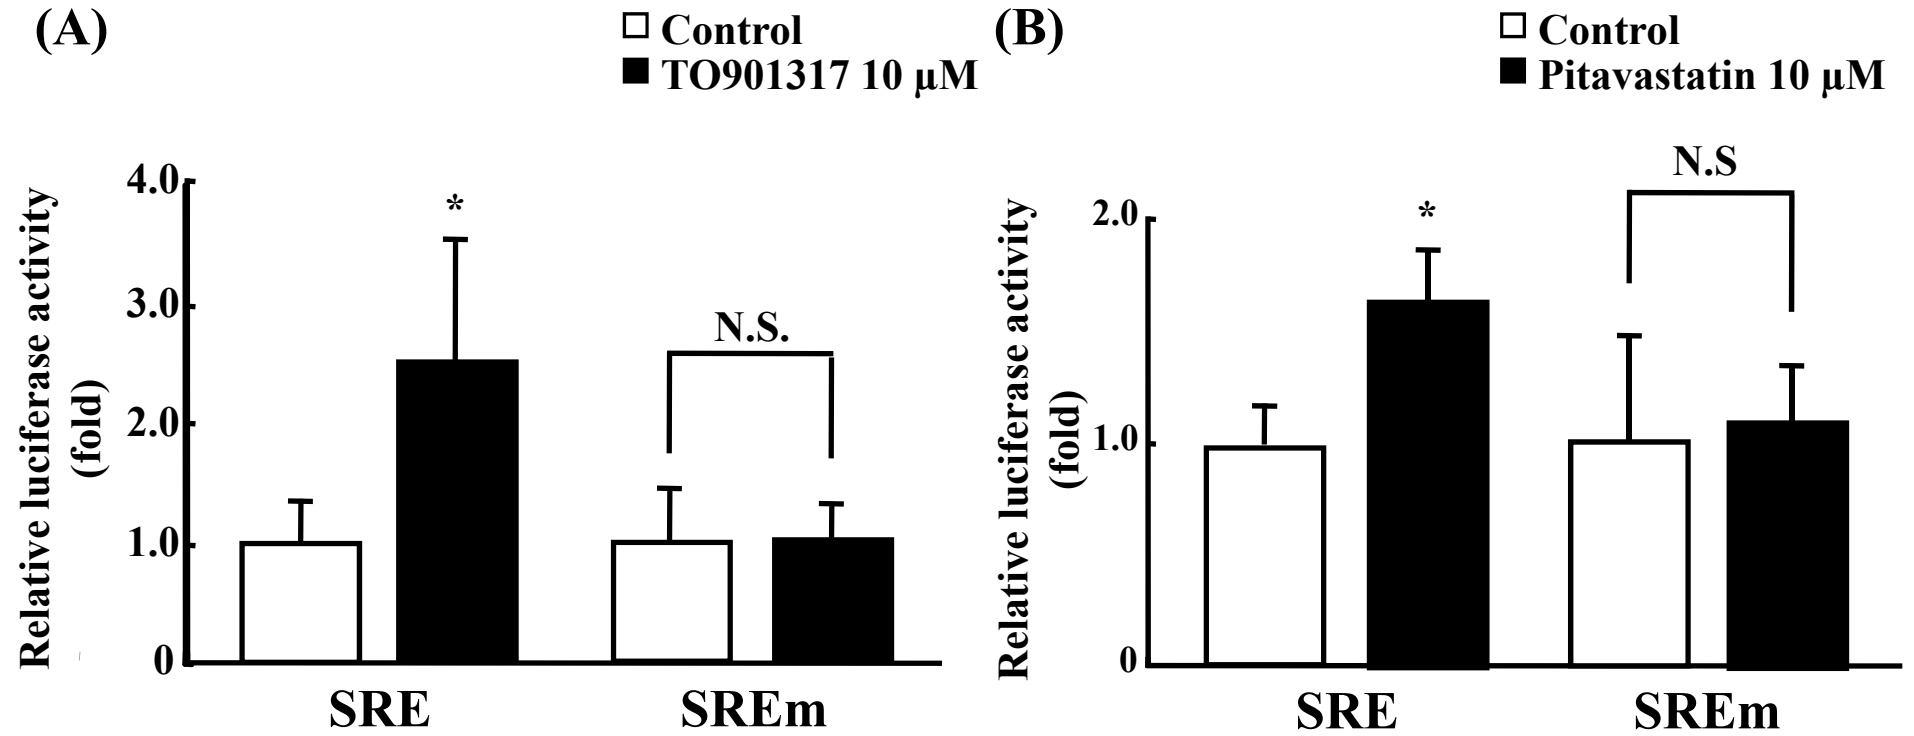 (A)
Control
TO901317 10 μM
Relative luciferase activity
(fold)
4.0
3.0
2.0
1.0
0
*
N.S.
SRE
SREm
(B)
Control
Pitavastatin 10 μM
Relative luciferase activity
(fold)
2.0
1.0
0
*
N.S
SRE
SREm